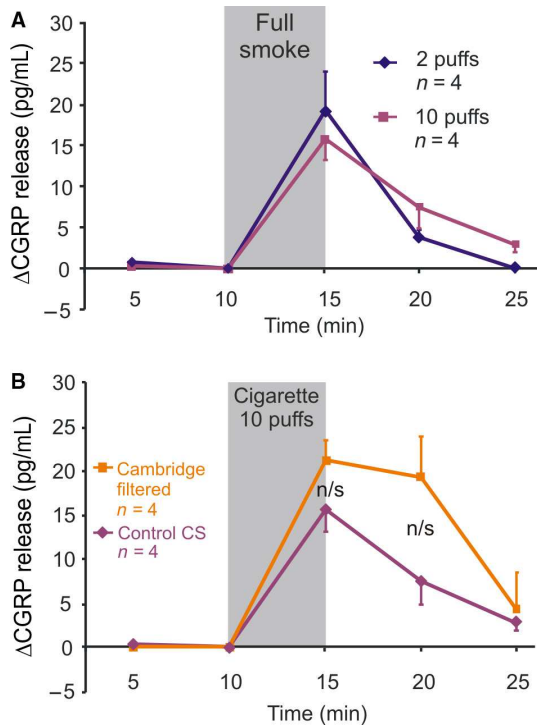 A
Full
smoke
2 puffs
n = 4
10 puffs
n = 4
ΔCGRP release (pg/mL)
30
25
20
15
10
5
0
–5
5
10
15
20
25
Time (min)
B
Cigarette
10 puffs
Cambridge
filtered
n = 4
Control CS
n = 4
n/s
n/s
ΔCGRP release (pg/mL)
30
25
20
15
10
5
0
–5
5
10
15
20
25
Time (min)